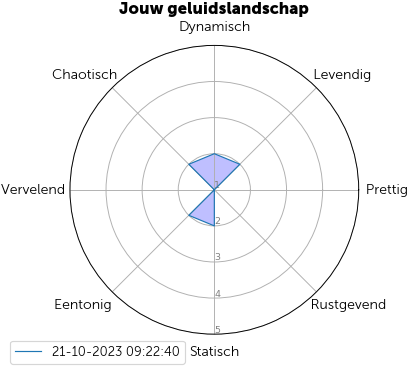 Jouw geluidslandschap
Dynamisch
Chaotisch
Levendig
Vervelend
Prettig
1
2
3
4
5
Eentonig
Rustgevend
Statisch
21-10-2023 09:22:40